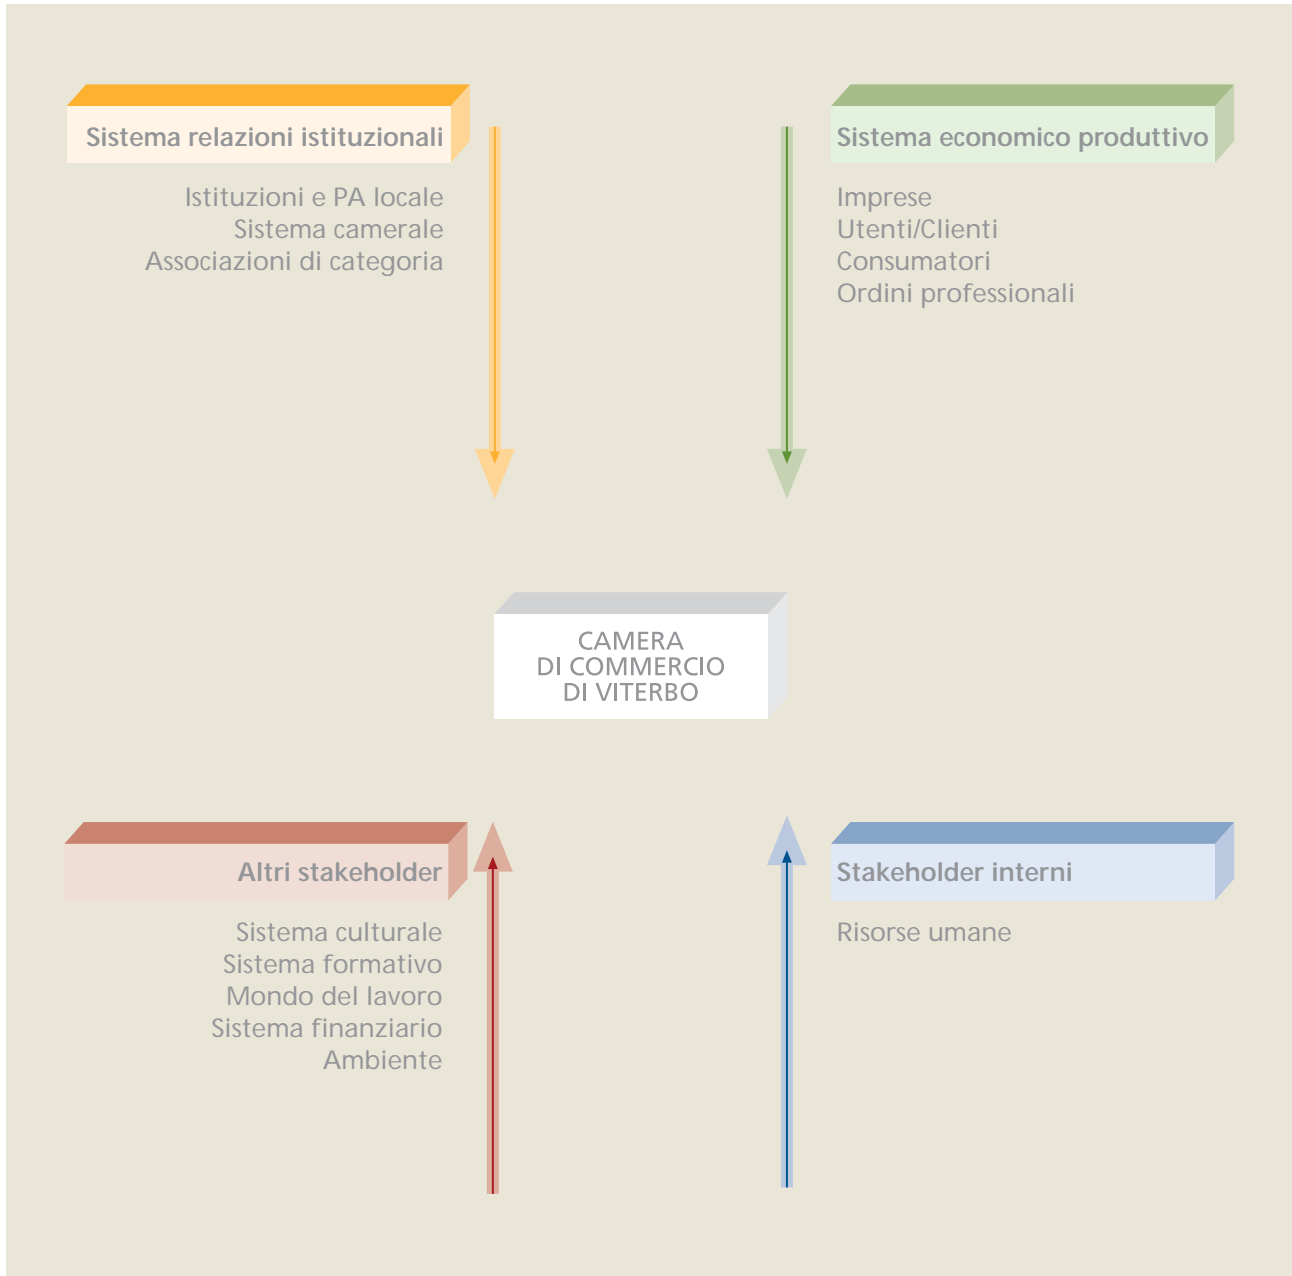 Sistema relazioni istituzionali
Istituzioni e PA locale
Sistema camerale
Associazioni di categoria
Sistema economico produttivo
Imprese
Utenti/Clienti
Consumatori
Ordini professionali
CAMERA
DI COMMERCIO
DI VITERBO
Altri stakeholder
Sistema culturale
Sistema formativo
Mondo del lavoro
Sistema finanziario
Ambiente
Stakeholder interni
Risorse umane